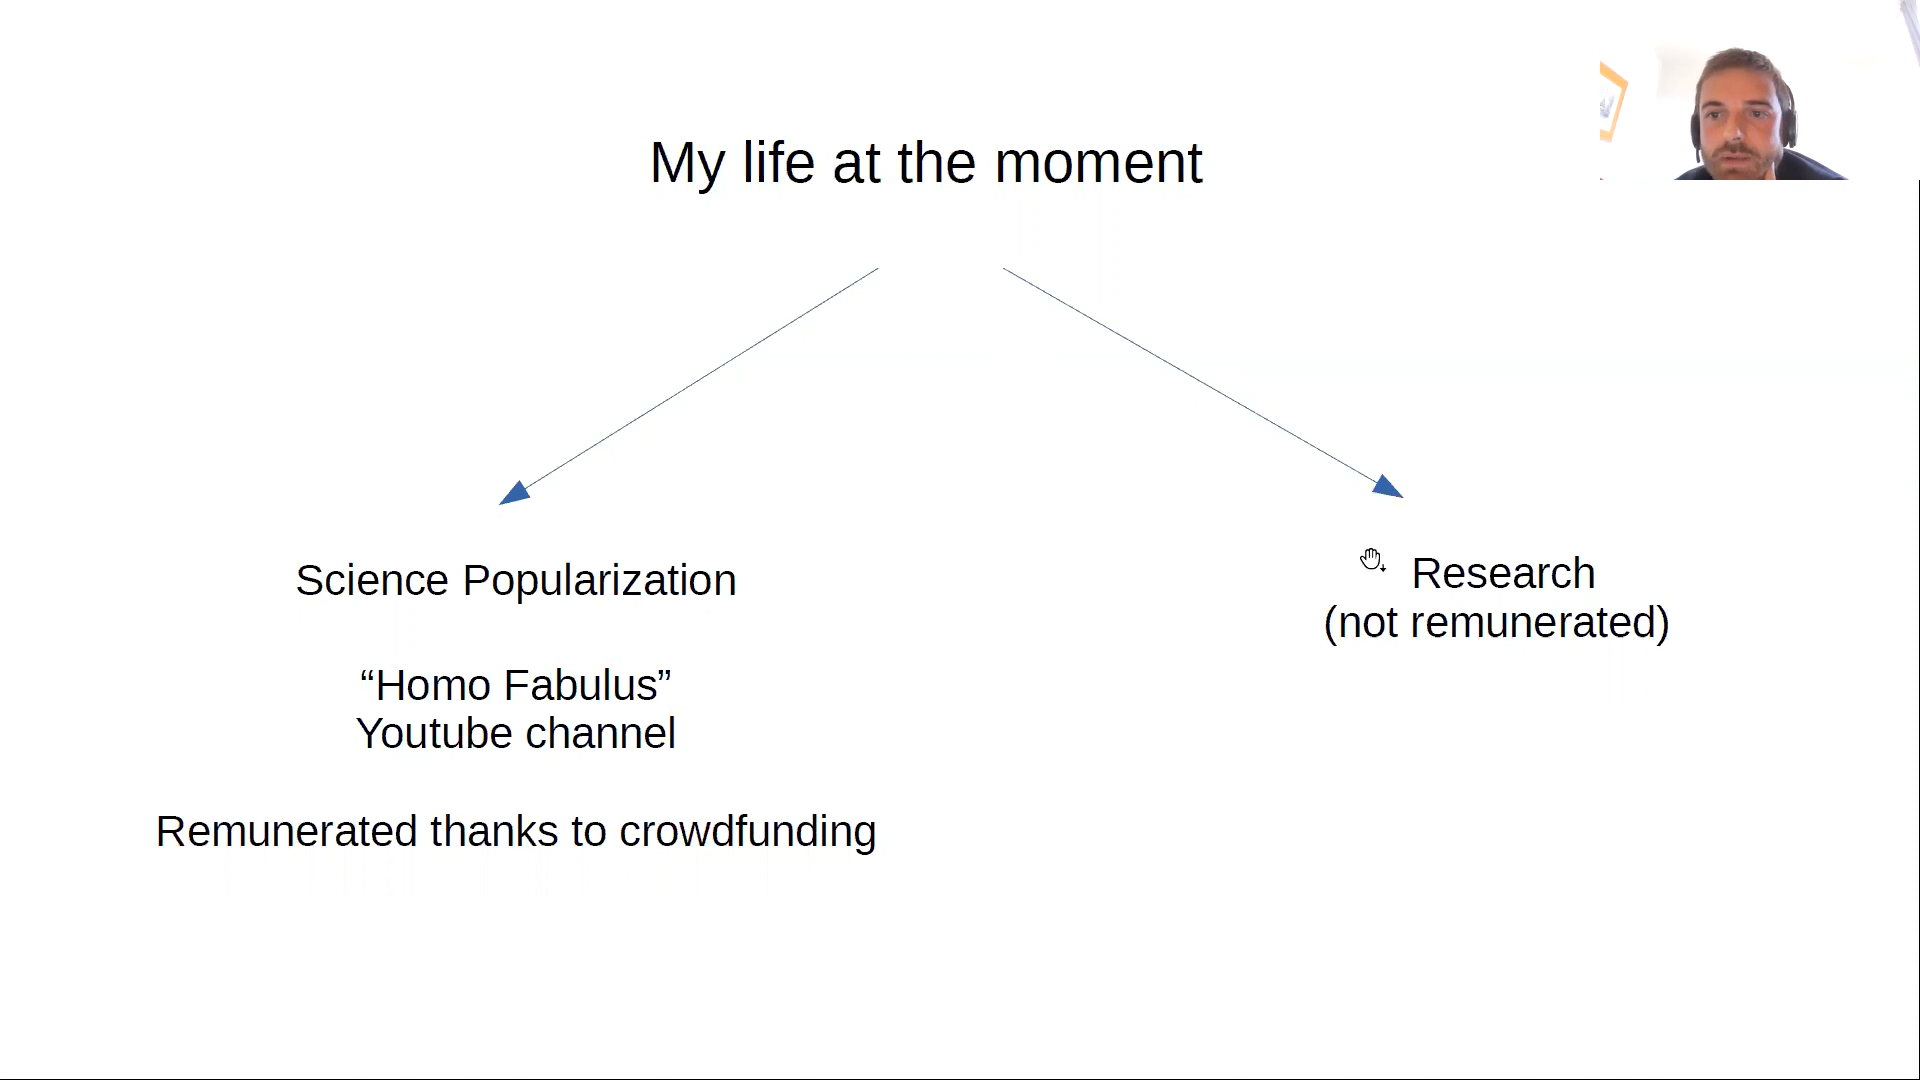 My life at the moment
Science Popularization
“Homo Fabulus”
Youtube channel
Remunerated thanks to crowdfunding
Research
(not remunerated)